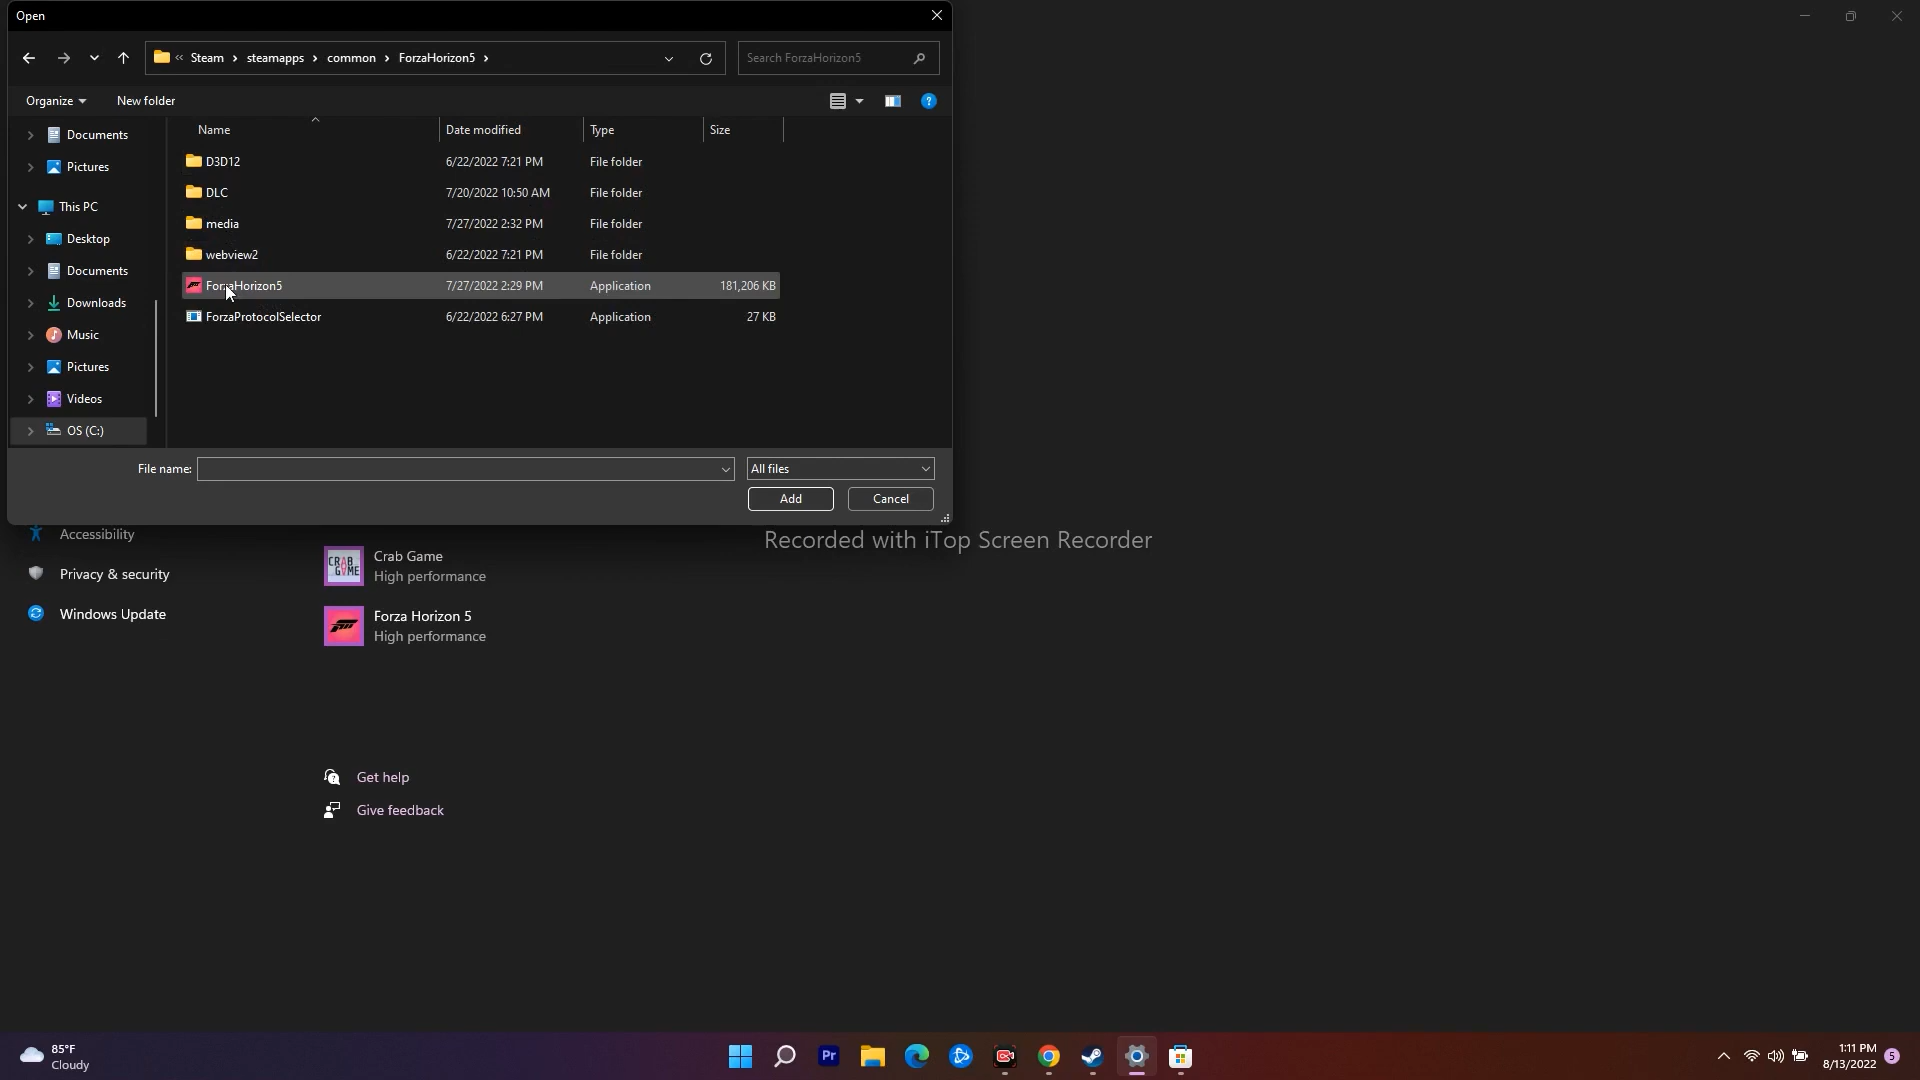 Open
Steam
steamapps
common
ForzaHorizon5
Search ForzaHorizon5
Organize
New folder
Name
Date modified
Type
Size
Documents
Pictures
This PC
Desktop
Documents
Downloads
Music
Pictures
Videos
OS (C:)
D3D12 6/22/2022 7:21 PM File folder
DLC 7/20/2022 10:50 AM File folder
media 7/27/2022 2:32 PM File folder
webview2 6/22/2022 7:21 PM File folder
ForzaHorizon5 7/27/2022 2:29 PM Application 181,206 KB
ForzaProtocolSelector 6/22/2022 6:27 PM Application 27 KB
File name:
All files
Add
Cancel
Recorded with iTop Screen Recorder
Accessibility
Privacy & security
Windows Update
CRAB GAME
Crab Game
High performance
Forza Horizon 5
High performance
Get help
Give feedback
85°F
Cloudy
Pr
1:11 PM
8/13/2022
5